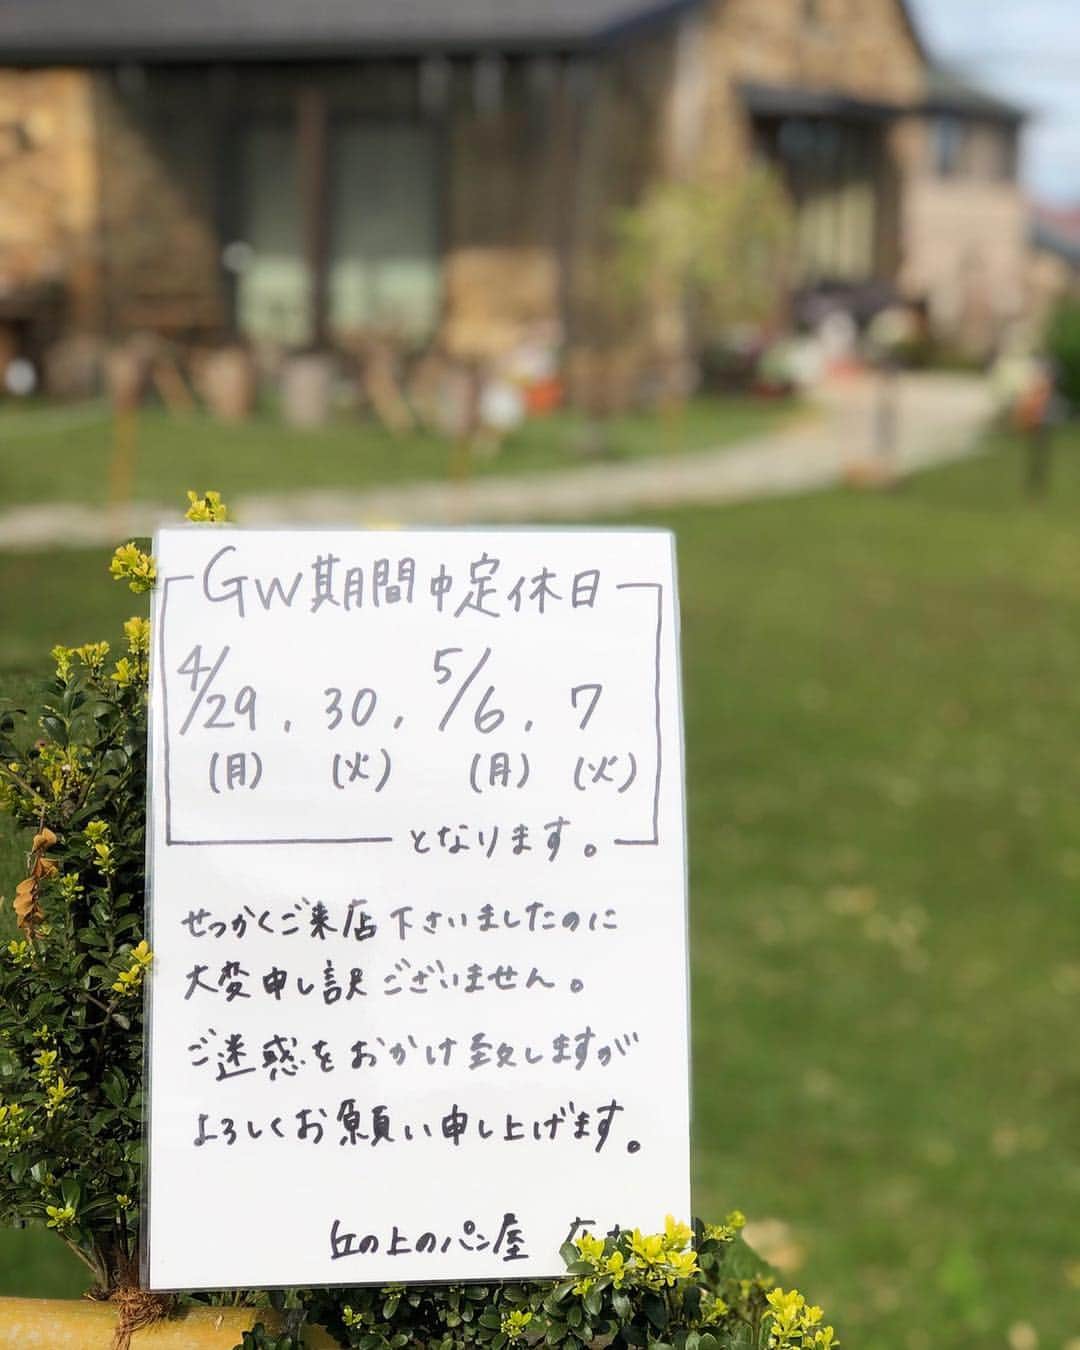 GW期間中定休日
4/29、30、5/6、7
(月) (火) (月) (火)
となります。
せっかくご来店下さいましたのに
大変申し訳ございません。
ご迷惑をおかけ致しますが
よろしくお願い申し上げます。
丘の上のパン屋